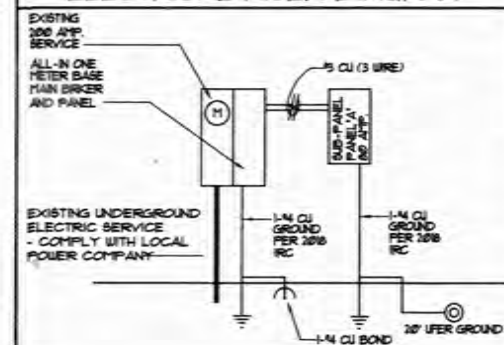 EXISTING
200 AMP.
SERVICE
ALL-IN ONE
METER BASE
MAIN BRKER
AND PANEL
M
#3 CU (3 WIRE)
SUB-PANEL
PANEL 'A'
80 AMP.
EXISTING UNDERGROUND
ELECTRIC SERVICE
- COMPLY WITH LOCAL
POWER COMPANY
1-#4 CU
GROUND
PER 2018
IRC
1-#4 CU
GROUND
PER 2018
IRC
1-#4 CU BOND
20' UFER GROUND